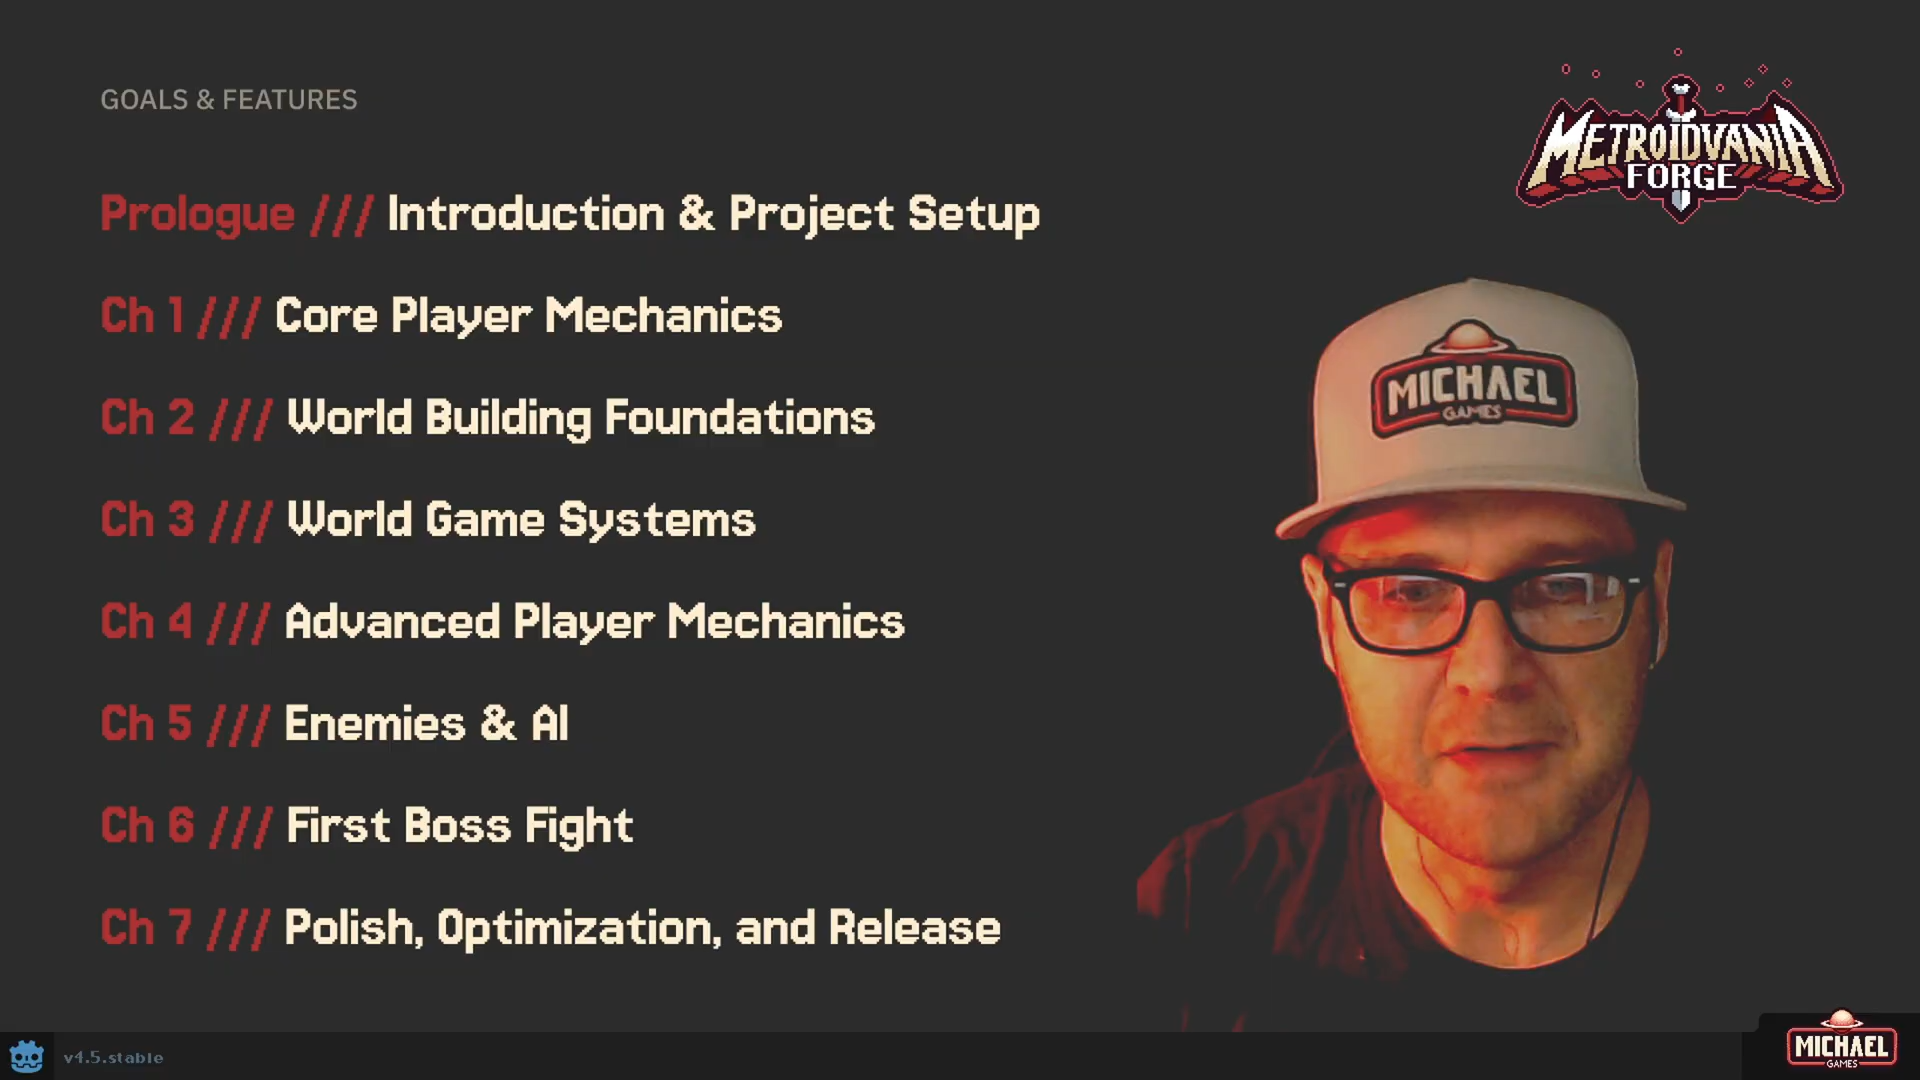 GOALS & FEATURES
METROIDVANIA
FORGE
Prologue /// Introduction & Project Setup
Ch 1 /// Core Player Mechanics
MICHAEL
GAMES
Ch 2 /// World Building Foundations
Ch 3 /// World Game Systems
Ch 4 /// Advanced Player Mechanics
Ch 5 /// Enemies & AI
Ch 6 /// First Boss Fight
Ch 7 /// Polish, Optimization, and Release
v4.5.stable
MICHAEL
GAMES